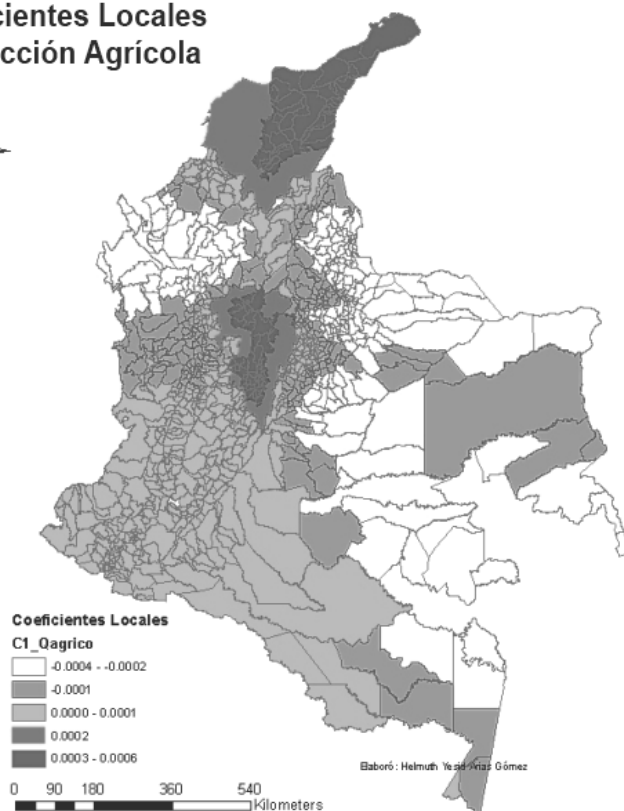 cientes Locales
cción Agrícola
Coeficientes Locales
C1_Qagrico
-0.0004 - -0.0002
-0.0001
0.0000 - 0.0001
0.0002
0.0003 - 0.0006
Elaboró: Helmuth Yesid Arias Gómez
0 90 180 360 540
Kilometers